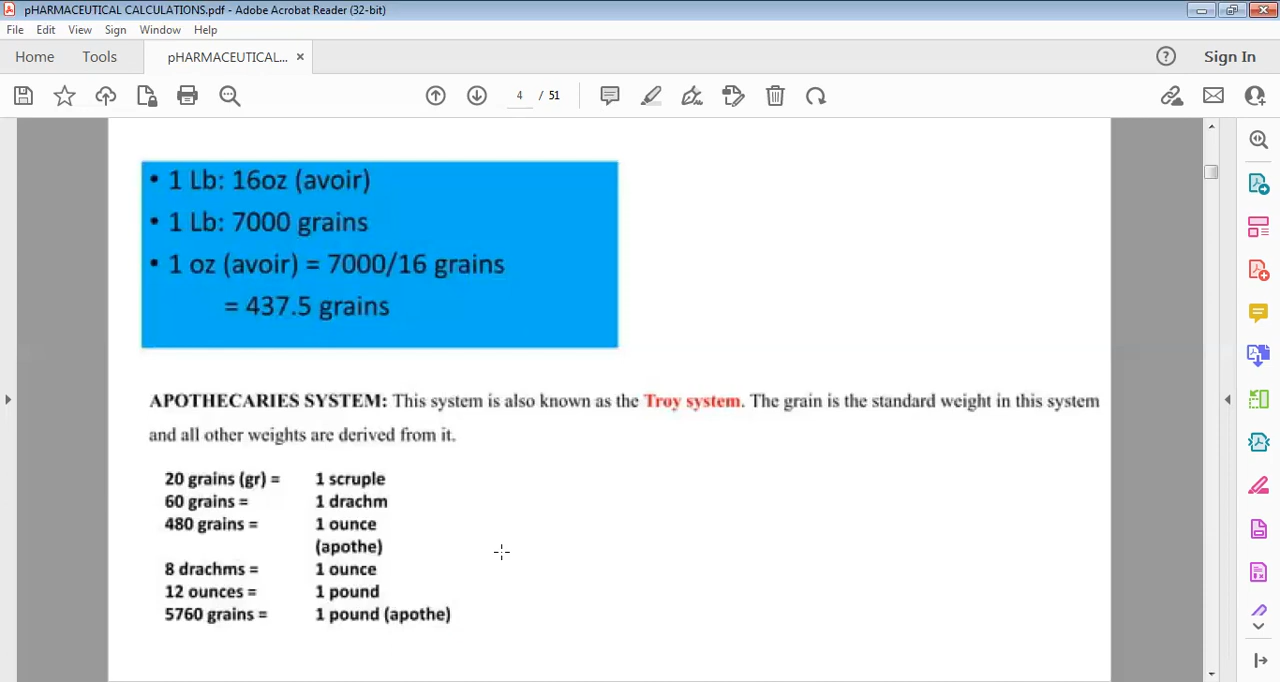 pHARMACEUTICAL CALCULATIONS.pdf - Adobe Acrobat Reader (32-bit)
File Edit View Sign Window Help
Home Tools pHARMACEUTICAL... × Sign In
4 / 51
• 1 Lb: 16oz (avoir)
• 1 Lb: 7000 grains
• 1 oz (avoir) = 7000/16 grains
= 437.5 grains
APOTHECARIES SYSTEM: This system is also known as the Troy system. The grain is the standard weight in this system
and all other weights are derived from it.
20 grains (gr) = 1 scruple
60 grains = 1 drachm
480 grains = 1 ounce
(apothe)
8 drachms = 1 ounce
12 ounces = 1 pound
5760 grains = 1 pound (apothe)